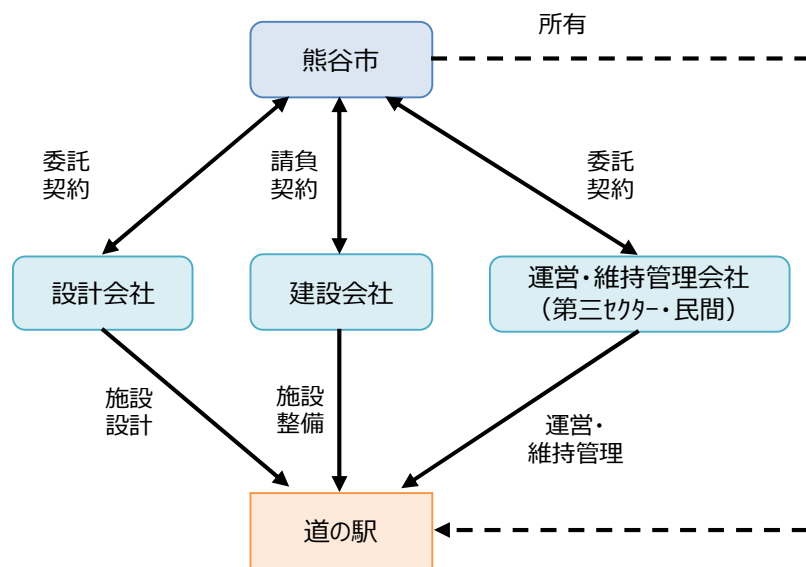 所有
熊谷市
委託
契約
請負
契約
委託
契約
設計会社
建設会社
運営・維持管理会社
（第三ｾｸﾀｰ・民間）
施設
設計
施設
整備
運営・
維持管理
道の駅